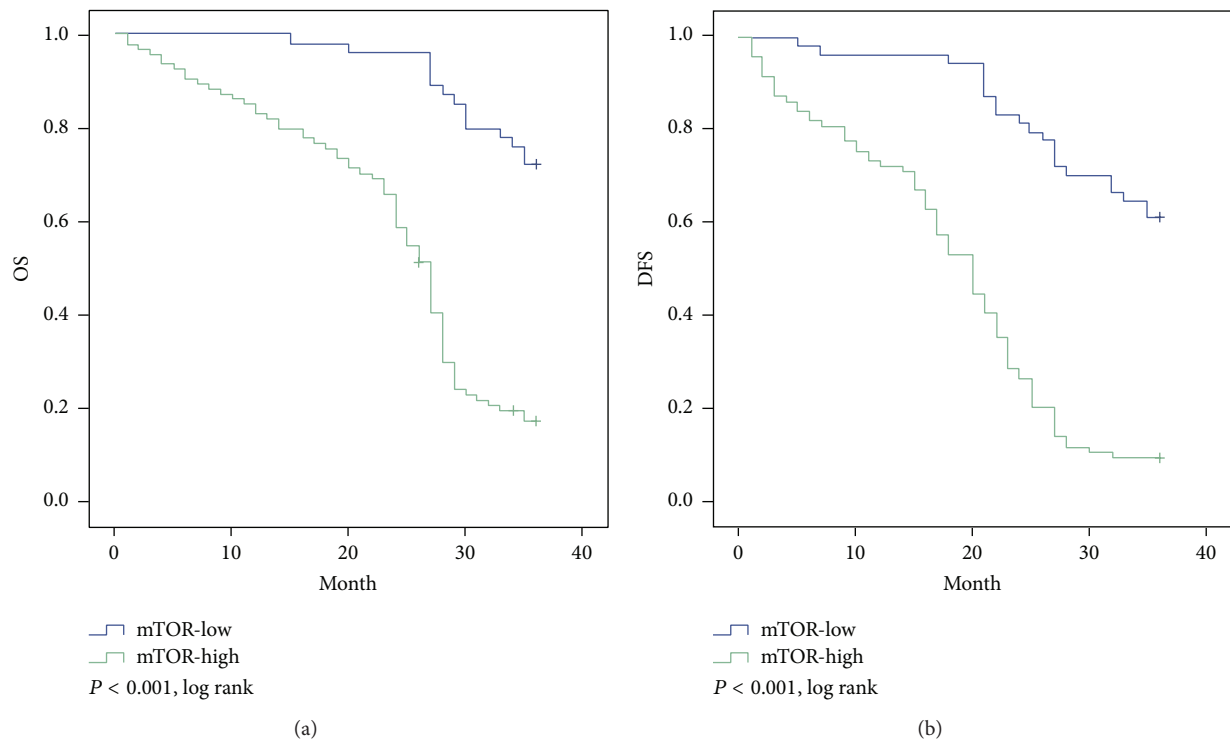 OS
1.0
0.8
0.6
0.4
0.2
0.0
0 10 20 30 40
Month
mTOR-low
mTOR-high
P < 0.001, log rank
(a)
DFS
1.0
0.8
0.6
0.4
0.2
0.0
0 10 20 30 40
Month
mTOR-low
mTOR-high
P < 0.001, log rank
(b)